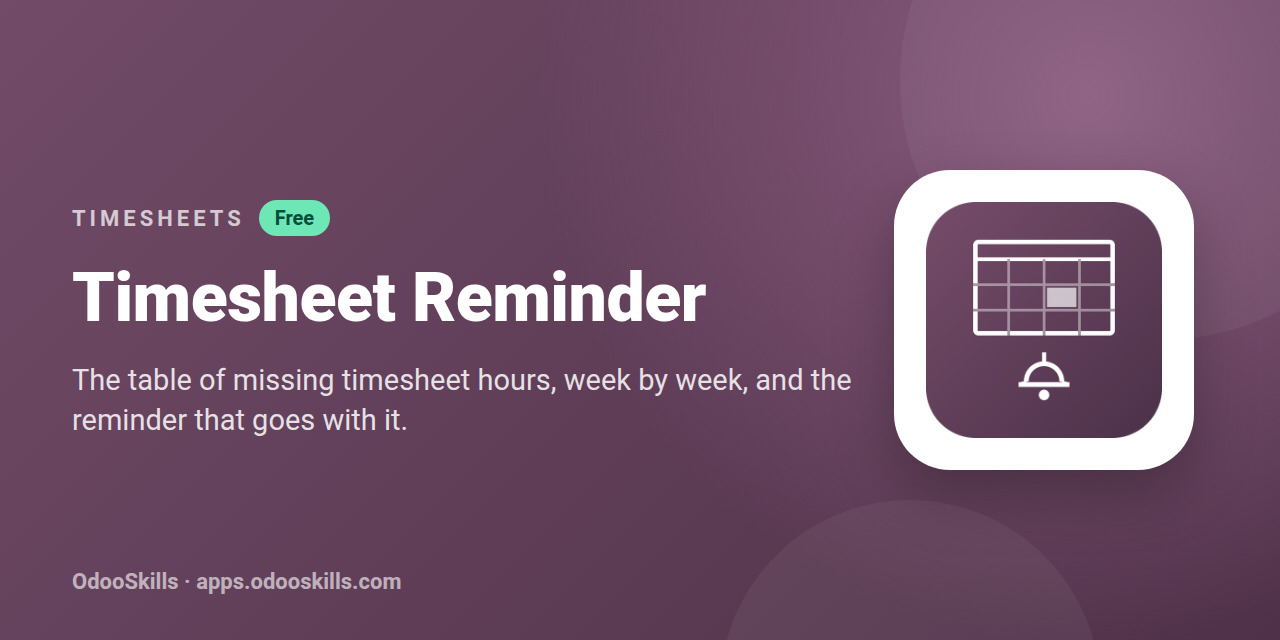 TIMESHEETS Free
Timesheet Reminder
The table of missing timesheet hours, week by week, and the
reminder that goes with it.
OdooSkills · apps.odooskills.com